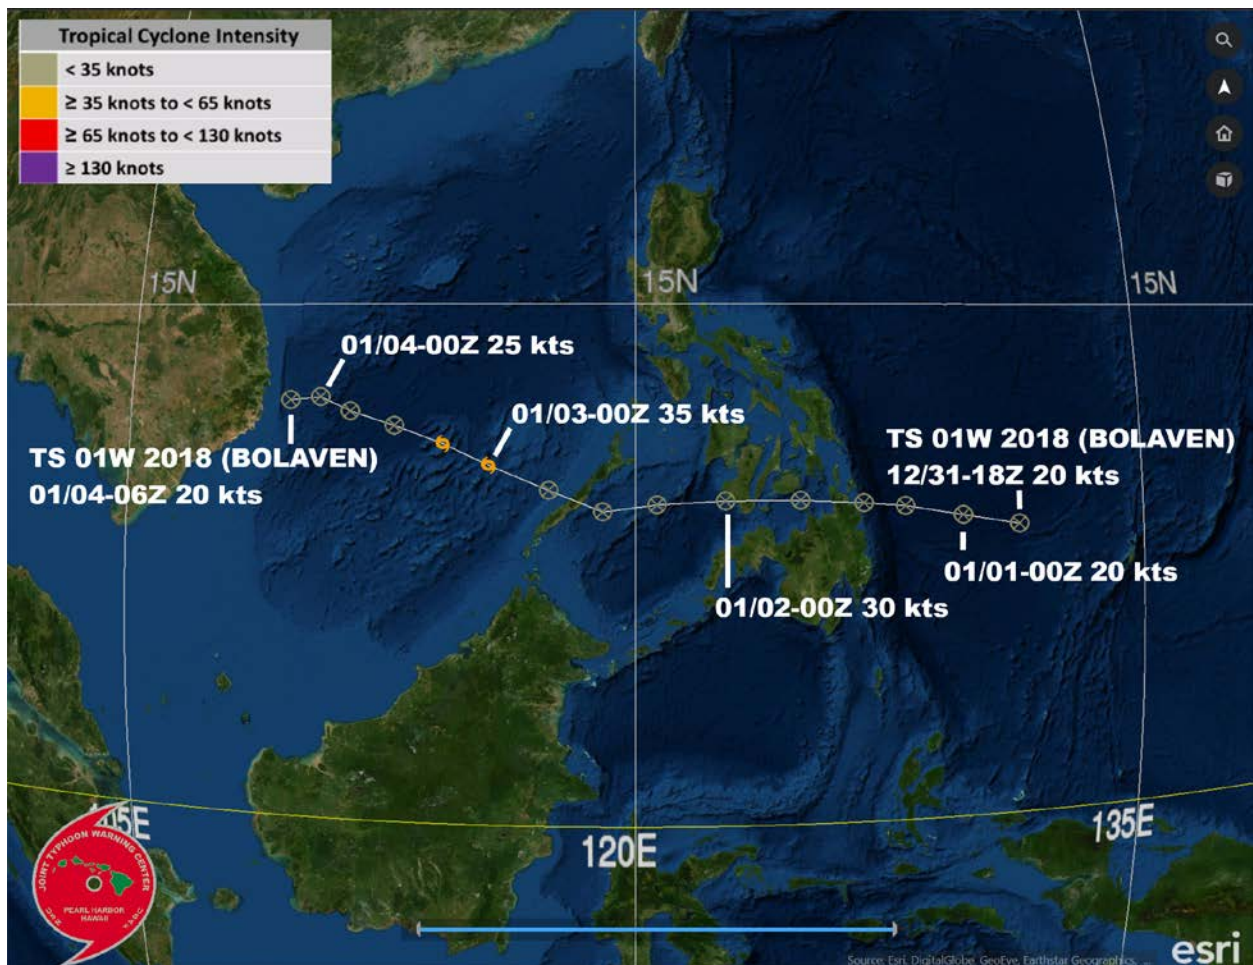 Tropical Cyclone Intensity
< 35 knots
≥ 35 knots to < 65 knots
≥ 65 knots to < 130 knots
≥ 130 knots
15N
15N
15N
01/04-00Z 25 kts
01/03-00Z 35 kts
TS 01W 2018 (BOLAVEN)
01/04-06Z 20 kts
TS 01W 2018 (BOLAVEN)
12/31-18Z 20 kts
01/01-00Z 20 kts
01/02-00Z 30 kts
105E
120E
135E
JOINT TYPHOON WARNING CENTER
PEARL HARBOR
HAWAII
esri
Source: Esri, DigitalGlobe, GeoEye, Earthstar Geographics,